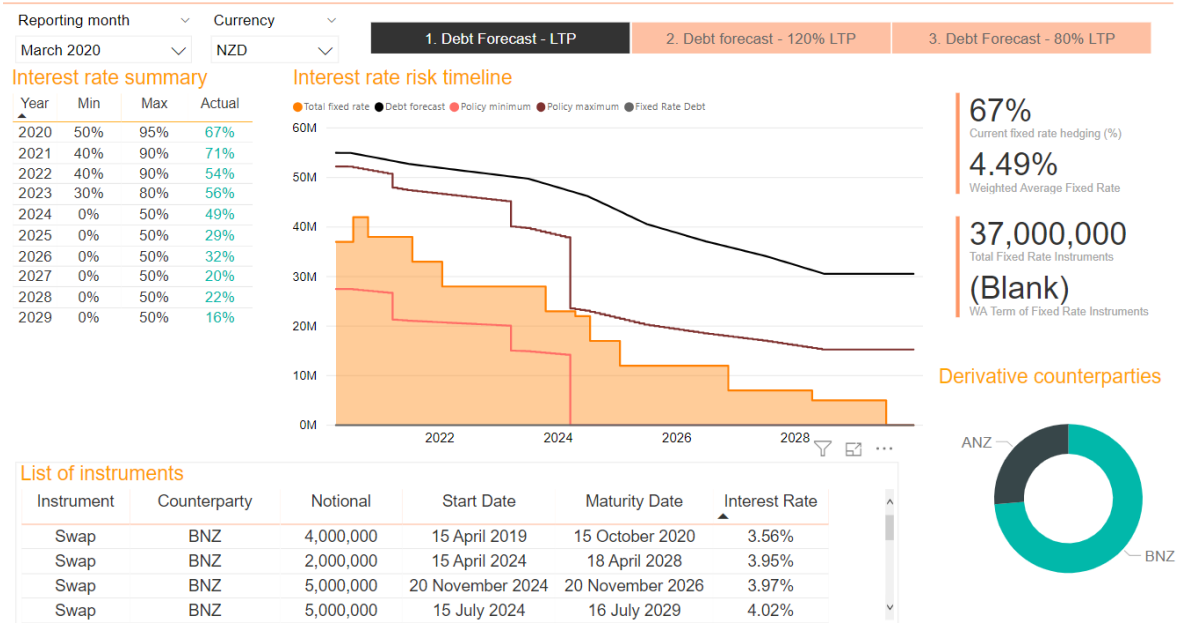 Reporting month
Currency
March 2020
NZD
1. Debt Forecast - LTP
2. Debt forecast - 120% LTP
3. Debt Forecast - 80% LTP
Interest rate summary
Year Min Max Actual
2020 50% 95% 67%
2021 40% 90% 71%
2022 40% 90% 54%
2023 30% 80% 56%
2024 0% 50% 49%
2025 0% 50% 29%
2026 0% 50% 32%
2027 0% 50% 20%
2028 0% 50% 22%
2029 0% 50% 16%
Interest rate risk timeline
Total fixed rate Debt forecast Policy minimum Policy maximum Fixed Rate Debt
60M
50M
40M
30M
20M
10M
0M
2022 2024 2026 2028
67%
Current fixed rate hedging (%)
4.49%
Weighted Average Fixed Rate
37,000,000
Total Fixed Rate Instruments
(Blank)
WA Term of Fixed Rate Instruments
Derivative counterparties
ANZ
BNZ
List of instruments
Instrument Counterparty Notional Start Date Maturity Date Interest Rate
Swap BNZ 4,000,000 15 April 2019 15 October 2020 3.56%
Swap BNZ 2,000,000 15 April 2024 18 April 2028 3.95%
Swap BNZ 5,000,000 20 November 2024 20 November 2026 3.97%
Swap BNZ 5,000,000 15 July 2024 16 July 2029 4.02%